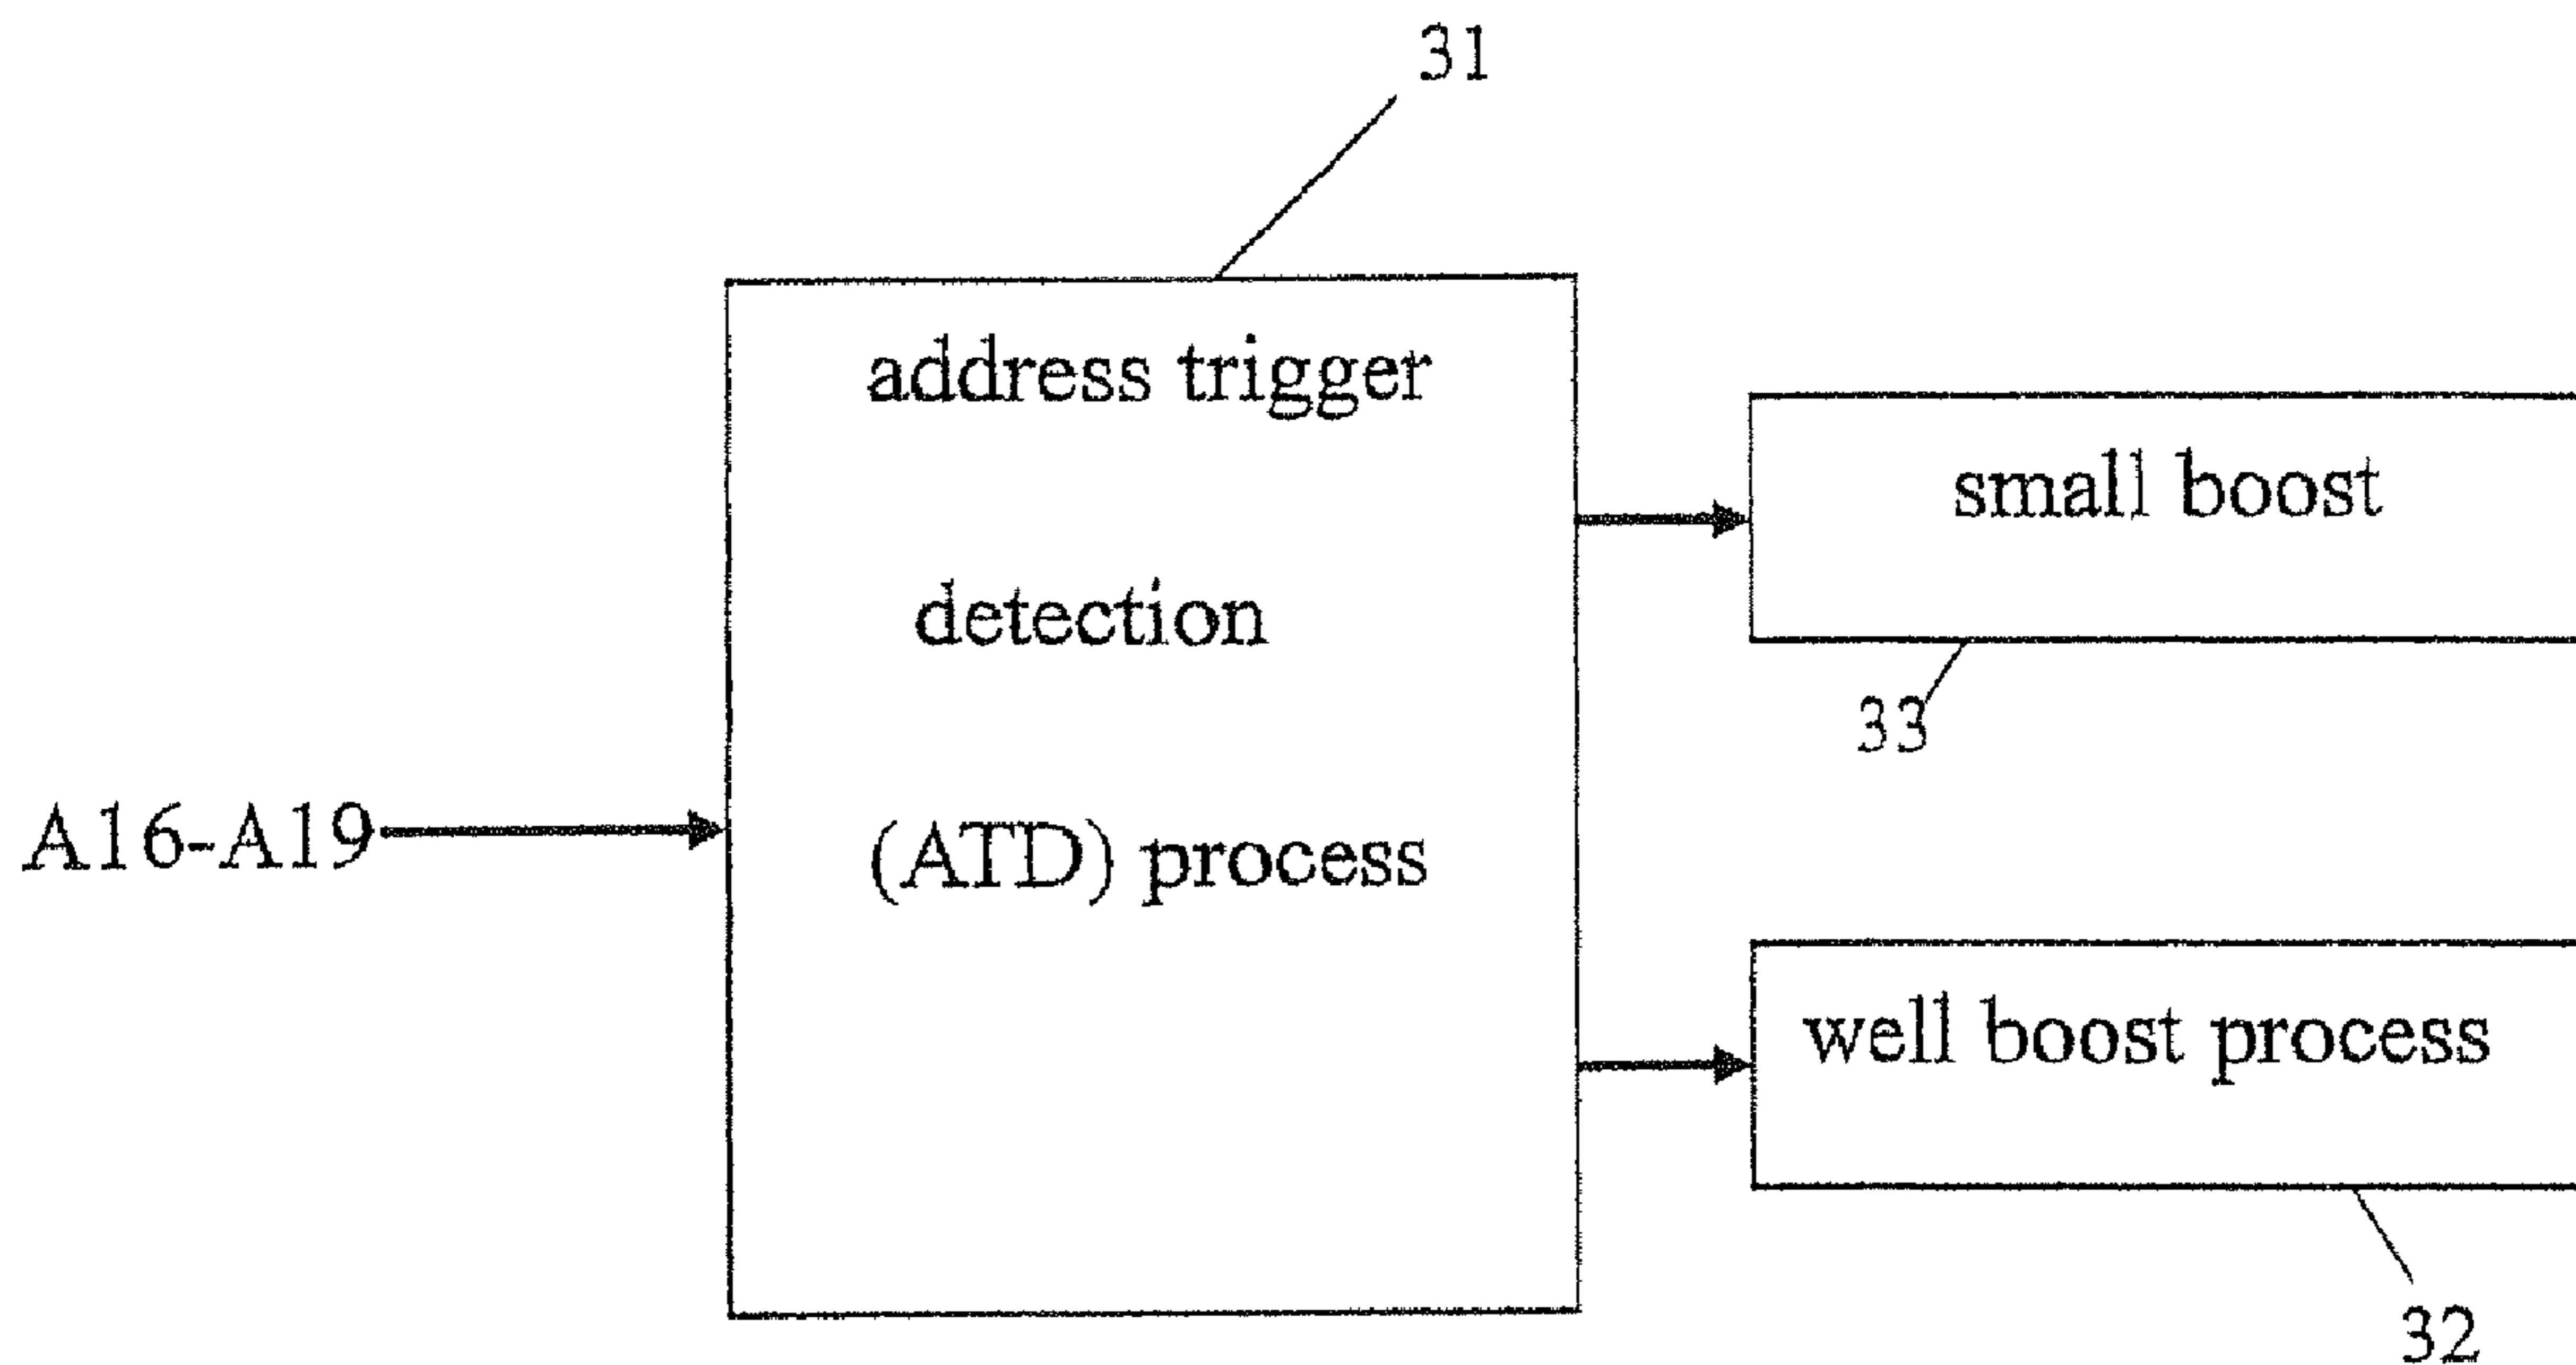 31
address trigger
detection
(ATD) process
A16-A19
small boost
33
well boost process
32